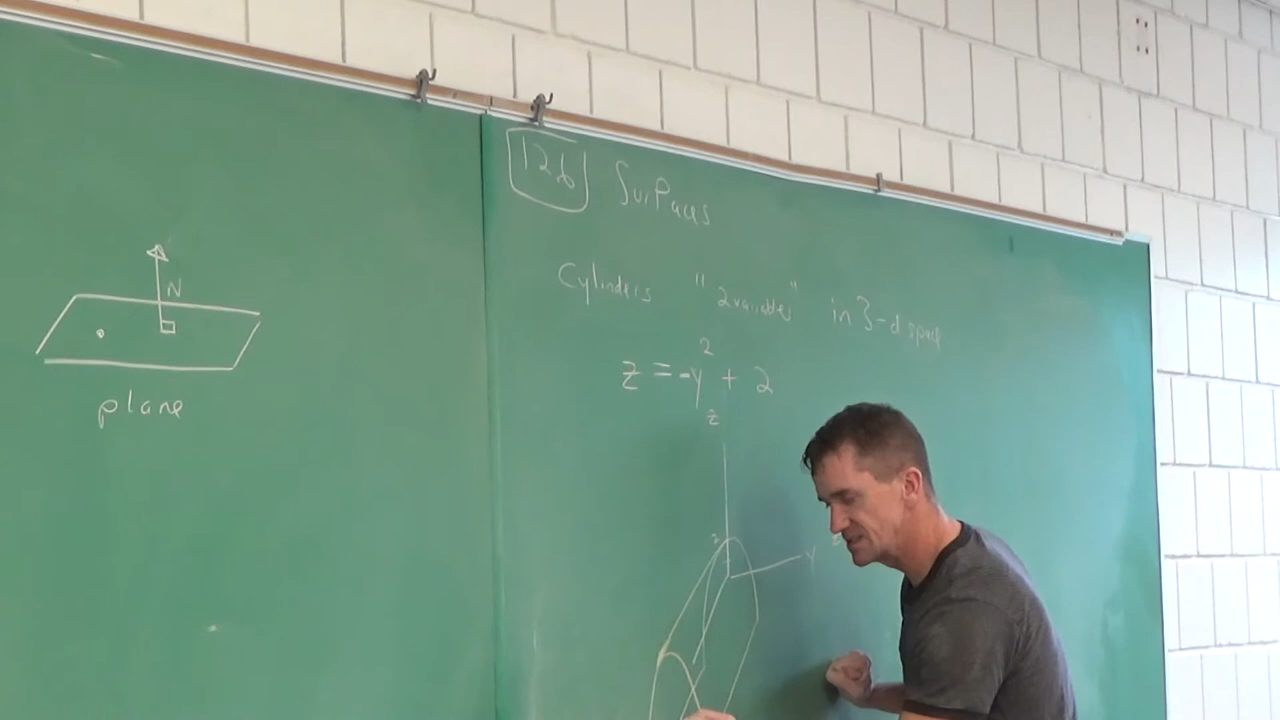 N
plane
12.6 Surfaces
Cylinders "2 variables" in 3-d space
z = -y² + 2
z
2
y